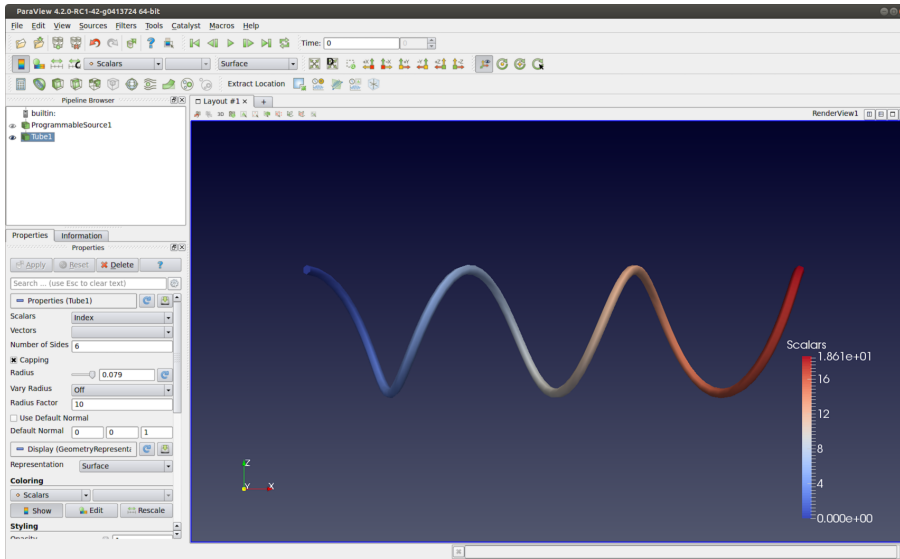 ParaView 4.2.0-RC1-42-g0413724 64-bit
File Edit View Sources Filters Tools Catalyst Macros Help
Time: 0 0
Scalars Surface
Extract Location
Pipeline Browser
Layout #1 × +
builtin:
3D RenderView1
ProgrammableSource1
Tube1
Properties Information
Properties
Apply Reset Delete ?
Search ... (use Esc to clear text)
Properties (Tube1)
Scalars Index
Vectors
Number of Sides 6
Capping
Radius 0.079
Vary Radius Off
Radius Factor 10
Use Default Normal
Default Normal 0 0 1
Display (GeometryRepresenta
Representation Surface
Coloring
Scalars
Show Edit Rescale
Styling
Scalars
1.861e+01
16
12
8
4
0.000e+00
Z
Y X